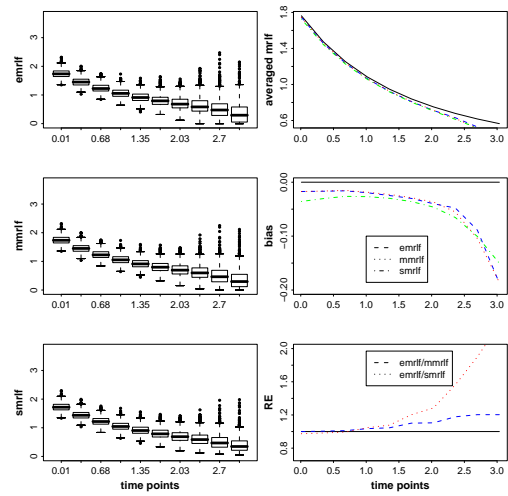 emrlf
3
2
1
0
0.01 0.68 1.35 2.03 2.7
averaged mrlf
1.8
1.4
1.0
0.6
0.0 0.5 1.0 1.5 2.0 2.5 3.0
mmrlf
3
2
1
0
0.01 0.68 1.35 2.03 2.7
bias
0.00
-0.10
-0.20
emrlf
mmrlf
smrlf
0.0 0.5 1.0 1.5 2.0 2.5 3.0
smrlf
3
2
1
0
0.01 0.68 1.35 2.03 2.7
time points
RE
2.0
1.6
1.2
0.8
emrlf/mmrlf
emrlf/smrlf
0.0 0.5 1.0 1.5 2.0 2.5 3.0
time points